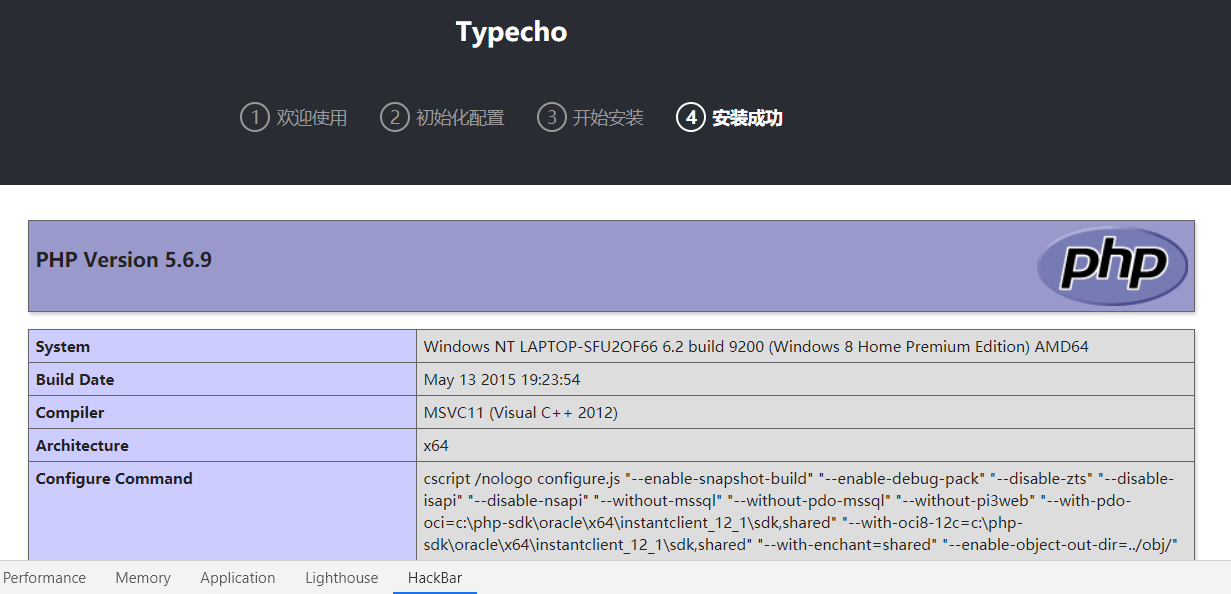 Typecho
1 欢迎使用 2 初始化配置 3 开始安装 4 安装成功
PHP Version 5.6.9 php
System Windows NT LAPTOP-SFU2OF66 6.2 build 9200 (Windows 8 Home Premium Edition) AMD64
Build Date May 13 2015 19:23:54
Compiler MSVC11 (Visual C++ 2012)
Architecture x64
Configure Command cscript /nologo configure.js "--enable-snapshot-build" "--enable-debug-pack" "--disable-zts" "--disable-
isapi" "--disable-nsapi" "--without-mssql" "--without-pdo-mssql" "--without-pi3web" "--with-pdo-
oci=c:\php-sdk\oracle\x64\instantclient_12_1\sdk,shared" "--with-oci8-12c=c:\php-
sdk\oracle\x64\instantclient_12_1\sdk,shared" "--with-enchant=shared" "--enable-object-out-dir=../obj/"
Performance Memory Application Lighthouse HackBar